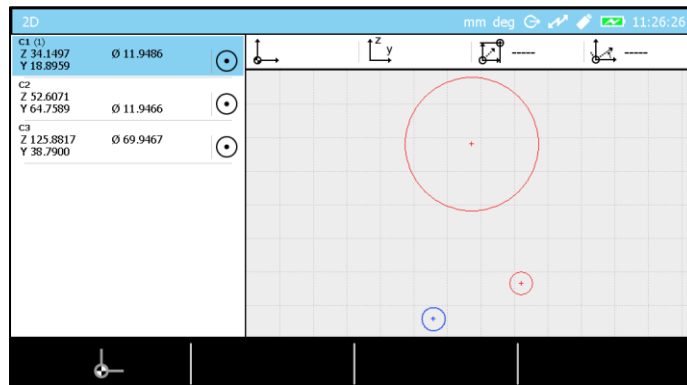 2D
mm deg 11:26:26
C1 (1)
Z 34.1497 Ø 11.9486
Y 18.8959
C2
Z 52.6071
Y 64.7589 Ø 11.9466
C3
Z 125.8817 Ø 69.9467
Y 38.7900
z
y
-----
-----